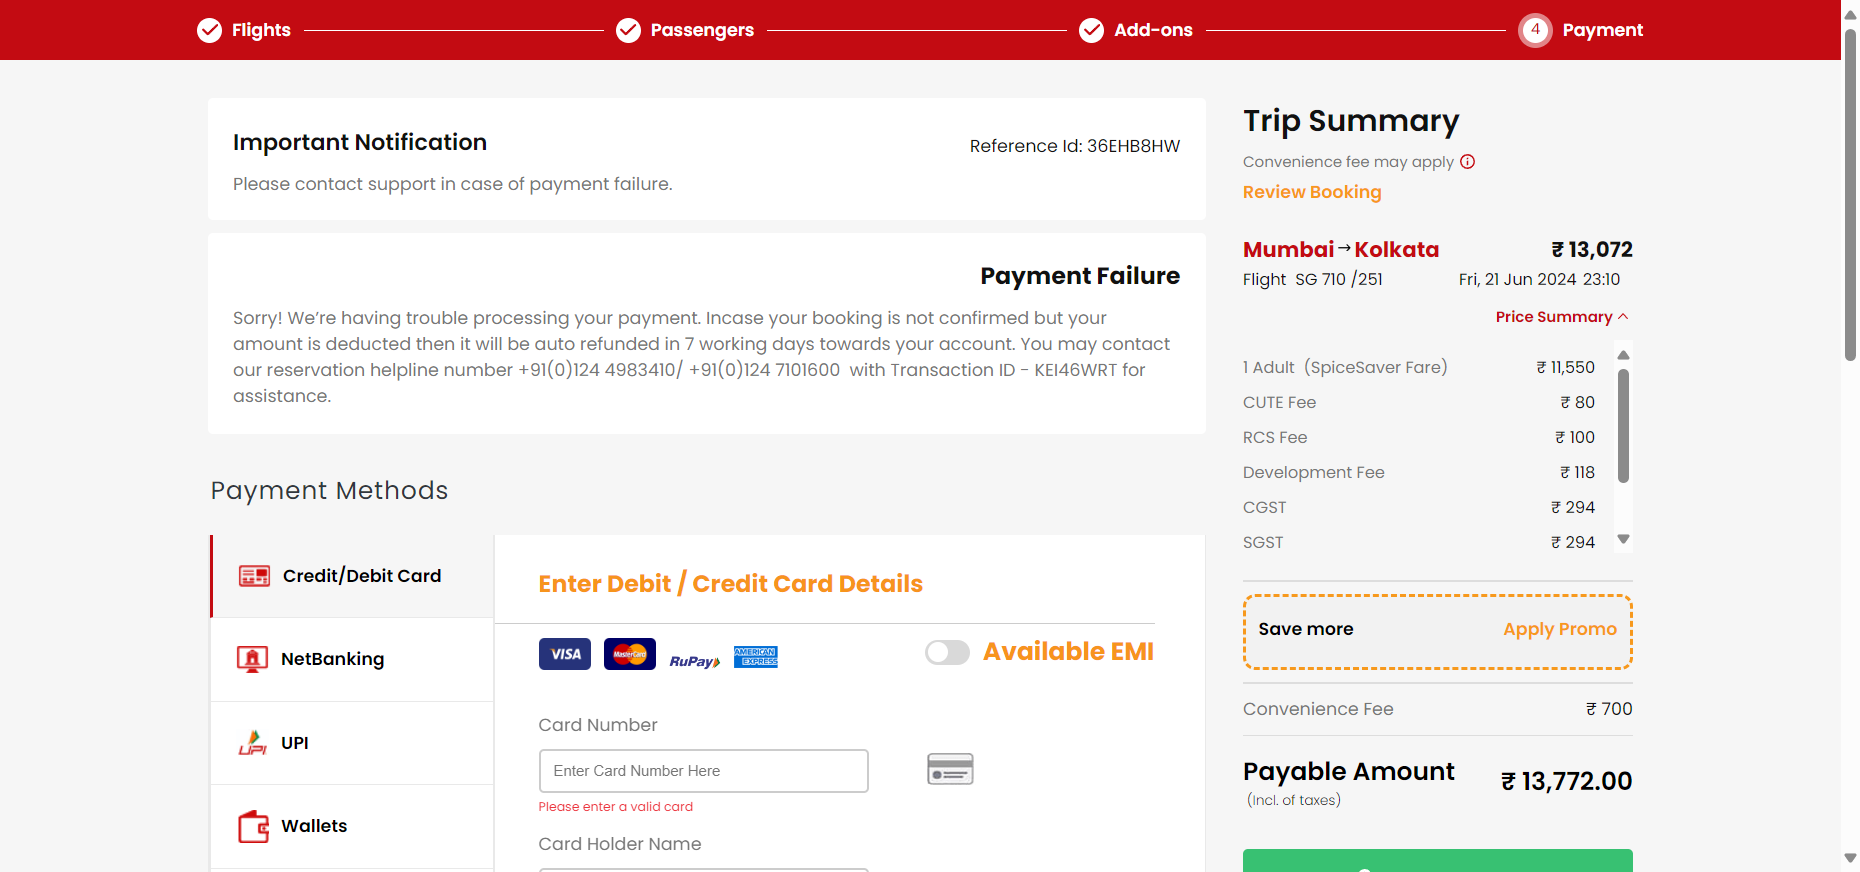 Flights
Passengers
Add-ons
4 Payment
Important Notification
Reference Id: 36EHB8HW
Please contact support in case of payment failure.
Payment Failure
Sorry! We’re having trouble processing your payment. Incase your booking is not confirmed but your
amount is deducted then it will be auto refunded in 7 working days towards your account. You may contact
our reservation helpline number +91(0)124 4983410/ +91(0)124 7101600 with Transaction ID - KEI46WRT for
assistance.
Payment Methods
Credit/Debit Card
NetBanking
UPI
UPI
Wallets
Enter Debit / Credit Card Details
VISA
MasterCard
RuPay
AMERICAN
EXPRESS
Available EMI
Card Number
Enter Card Number Here
Please enter a valid card
Card Holder Name
Trip Summary
Convenience fee may apply
Review Booking
Mumbai → Kolkata ₹ 13,072
Flight SG 710 /251 Fri, 21 Jun 2024 23:10
Price Summary
1 Adult (SpiceSaver Fare) ₹ 11,550
CUTE Fee ₹ 80
RCS Fee ₹ 100
Development Fee ₹ 118
CGST ₹ 294
SGST ₹ 294
Save more Apply Promo
Convenience Fee ₹ 700
Payable Amount ₹ 13,772.00
(Incl. of taxes)